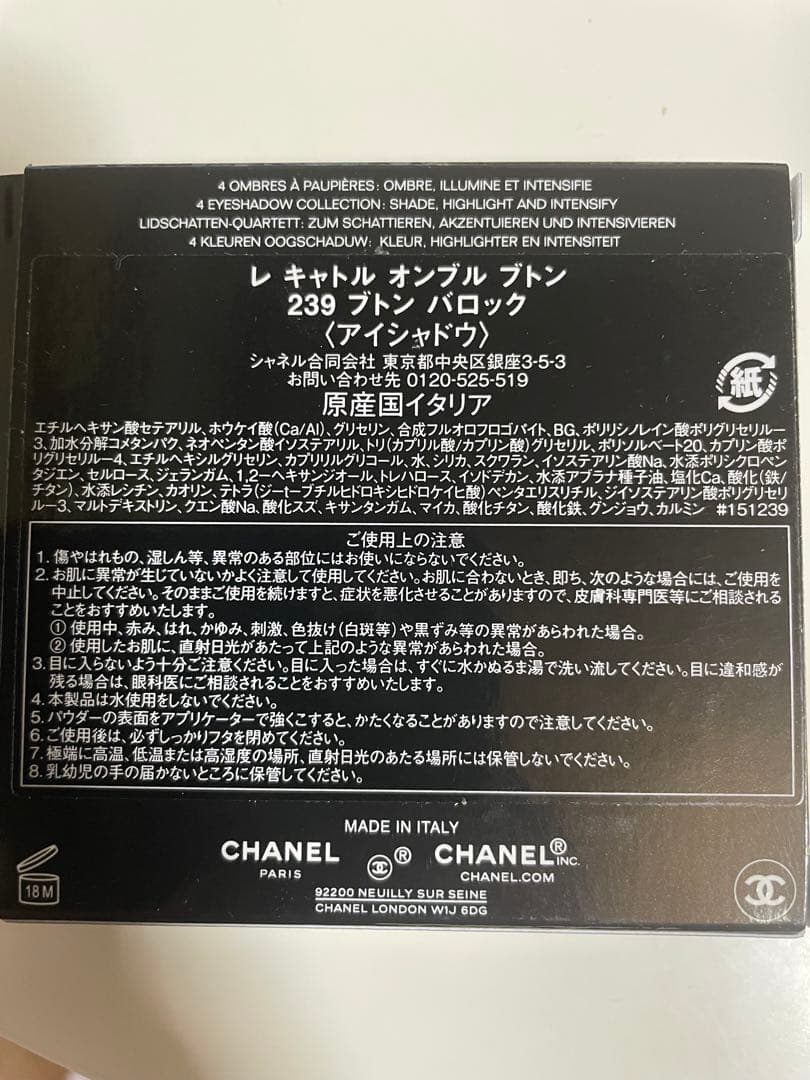 4 OMBRES À PAUPIÈRES: OMBRE, ILLUMINE ET INTENSIFIE
4 EYESHADOW COLLECTION: SHADE, HIGHLIGHT AND INTENSIFY
LIDSCHATTEN-QUARTETT: ZUM SCHATTIEREN, AKZENTUIEREN UND INTENSIVIEREN
4 KLEUREN OOGSCHADUW: KLEUR, HIGHLIGHTER EN INTENSITEIT
レ キャトル オンブル ブトン
239 ブトン バロック
〈アイシャドウ〉
シャネル合同会社 東京都中央区銀座3-5-3
お問い合わせ先 0120-525-519
原産国イタリア
紙
エチルヘキサン酸セテアリル、ホウケイ酸(Ca/Al)、グリセリン、合成フルオロフロゴパイト、BG、ポリリシノレイン酸ポリグリセリル-
3、加水分解コメタンパク、ネオペンタン酸イソステアリル、トリ(カプリル酸/カプリン酸)グリセリル、ポリソルベート20、カプリン酸ポ
リグリセリル-4、エチルヘキシルグリセリン、カプリリルグリコール、水、シリカ、スクワラン、イソステアリン酸Na、水添ポリシクロペン
タジエン、セルロース、ジェランガム、1,2-ヘキサンジオール、トレハロース、イソドデカン、水添アブラナ種子油、塩化Ca、酸化(鉄/
チタン)、水添レシチン、カオリン、テトラ(ジ-t-ブチルヒドロキシヒドロケイヒ酸)ペンタエリスリチル、ジイソステアリン酸ポリグリセリ
ル-3、マルトデキストリン、クエン酸Na、酸化スズ、キサンタンガム、マイカ、酸化チタン、酸化鉄、グンジョウ、カルミン #151239
ご使用上の注意
1. 傷やはれもの、湿しん等、異常のある部位にはお使いにならないでください。
2. お肌に異常が生じていないかよく注意して使用してください。お肌に合わないとき、即ち、次のような場合には、ご使用を
中止してください。そのままご使用を続けますと、症状を悪化させることがありますので、皮膚科専門医等にご相談される
ことをおすすめいたします。
① 使用中、赤み、はれ、かゆみ、刺激、色抜け(白斑等)や黒ずみ等の異常があらわれた場合。
② 使用したお肌に、直射日光があたって上記のような異常があらわれた場合。
3. 目に入らないよう十分ご注意ください。目に入った場合は、すぐに水かぬるま湯で洗い流してください。目に違和感が
残る場合は、眼科医にご相談されることをおすすめいたします。
4. 本製品は水使用をしないでください。
5. パウダーの表面をアプリケーターで強くこすると、かたくなることがありますので注意してください。
6. ご使用後は、必ずしっかりフタを閉めてください。
7. 極端に高温、低温または高湿度の場所、直射日光のあたる場所には保管しないでください。
8. 乳幼児の手の届かないところに保管してください。
MADE IN ITALY
CHANEL ® CHANEL® INC.
PARIS CHANEL.COM
18 M
92200 NEUILLY SUR SEINE
CHANEL LONDON W1J 6DG